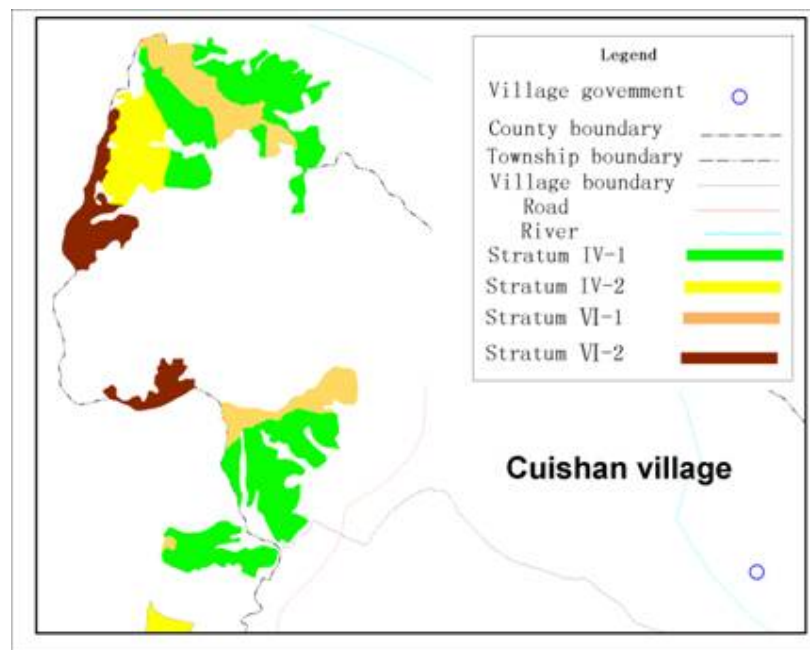 Legend
Village govemment
County boundary
Township boundary
Village boundary
Road
River
Stratum IV-1
Stratum IV-2
Stratum Ⅵ-1
Stratum Ⅵ-2
Cuishan village